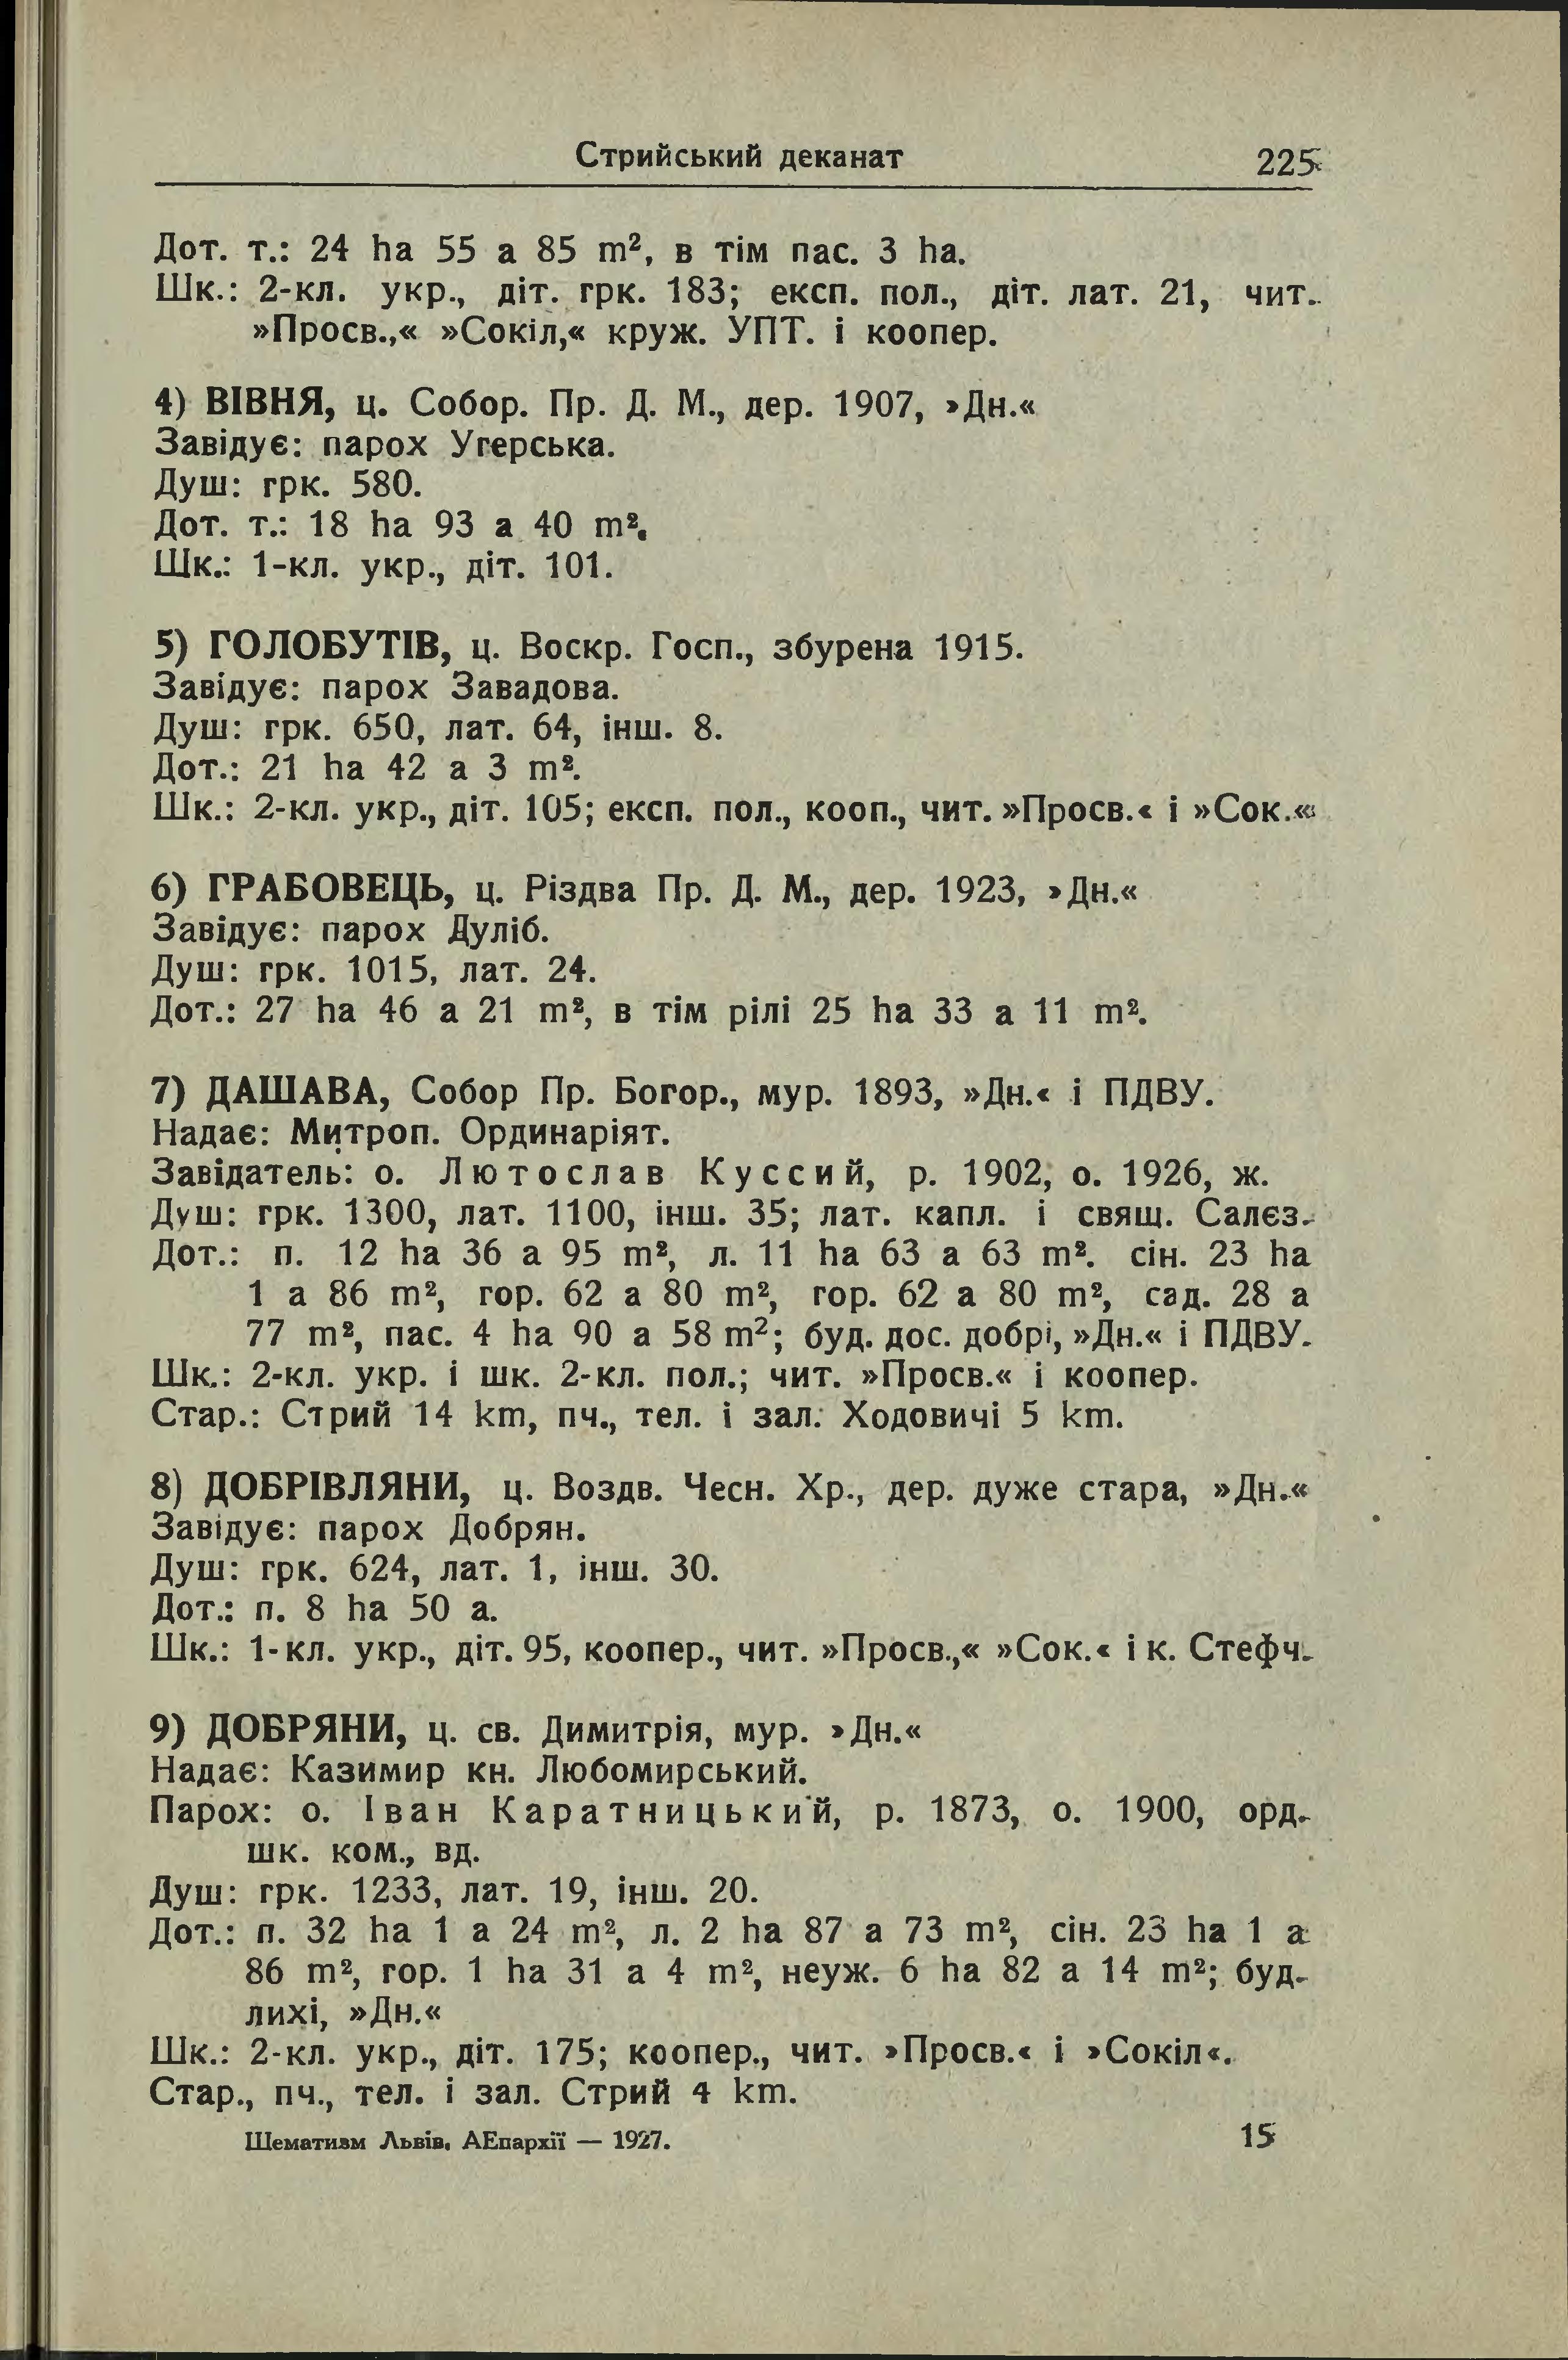 Стрийський деканат 225
Дот. т.: 24 ha 55 a 85 m², в тім пас. 3 ha.
Шк.: 2-кл. укр., діт. грк. 183; експ. пол., діт. лат. 21, чит.
»Просв.,« »Сокіл,« круж. УПТ. і коопер.
4) ВІВНЯ, ц. Собор. Пр. Д. М., дер. 1907, »Дн.«
Завідує: парох Угерська.
Душ: грк. 580.
Дот. т.: 18 ha 93 a 40 m².
Шк.: 1-кл. укр., діт. 101.
5) ГОЛОБУТІВ, ц. Воскр. Госп., збурена 1915.
Завідує: парох Завадова.
Душ: грк. 650, лат. 64, інш. 8.
Дот.: 21 ha 42 a 3 m².
Шк.: 2-кл. укр., діт. 105; експ. пол., кооп., чит. »Просв.« і »Сок.«
6) ГРАБОВЕЦЬ, ц. Різдва Пр. Д. М., дер. 1923, »Дн.«
Завідує: парох Дуліб.
Душ: грк. 1015, лат. 24.
Дот.: 27 ha 46 a 21 m², в тім рілі 25 ha 33 a 11 m².
7) ДАШАВА, Собор Пр. Богор., мур. 1893, »Дн.« і ПДВУ.
Надає: Митроп. Ординаріят.
Завідатель: о. Лютослав Куссий, р. 1902, о. 1926, ж.
Душ: грк. 1300, лат. 1100, інш. 35; лат. капл. і свящ. Салєз.
Дот.: п. 12 ha 36 a 95 m², л. 11 ha 63 a 63 m². сін. 23 ha
1 a 86 m², гор. 62 a 80 m², гор. 62 a 80 m², сад. 28 a
77 m², пас. 4 ha 90 a 58 m²; буд. дос. добрі, »Дн.« і ПДВУ.
Шк.: 2-кл. укр. і шк. 2-кл. пол.; чит. »Просв.« і коопер.
Стар.: Стрий 14 km, пч., тел. і зал. Ходовичі 5 km.
8) ДОБРІВЛЯНИ, ц. Воздв. Чесн. Хр., дер. дуже стара, »Дн.«
Завідує: парох Добрян.
Душ: грк. 624, лат. 1, інш. 30.
Дот.: п. 8 ha 50 a.
Шк.: 1-кл. укр., діт. 95, коопер., чит. »Просв.,« »Сок.« і к. Стефч.
9) ДОБРЯНИ, ц. св. Димитрія, мур. »Дн.«
Надає: Казимир кн. Любомирський.
Парох: о. Іван Каратницький, р. 1873, о. 1900, орд.
шк. ком., вд.
Душ: грк. 1233, лат. 19, інш. 20.
Дот.: п. 32 ha 1 a 24 m², л. 2 ha 87 a 73 m², сін. 23 ha 1 a
86 m², гор. 1 ha 31 a 4 m², неуж. 6 ha 82 a 14 m²; буд.
лихі, »Дн.«
Шк.: 2-кл. укр., діт. 175; коопер., чит. »Просв.« і »Сокіл«.
Стар., пч., тел. і зал. Стрий 4 km.
Шематизм Львів. АЕпархії — 1927. 15